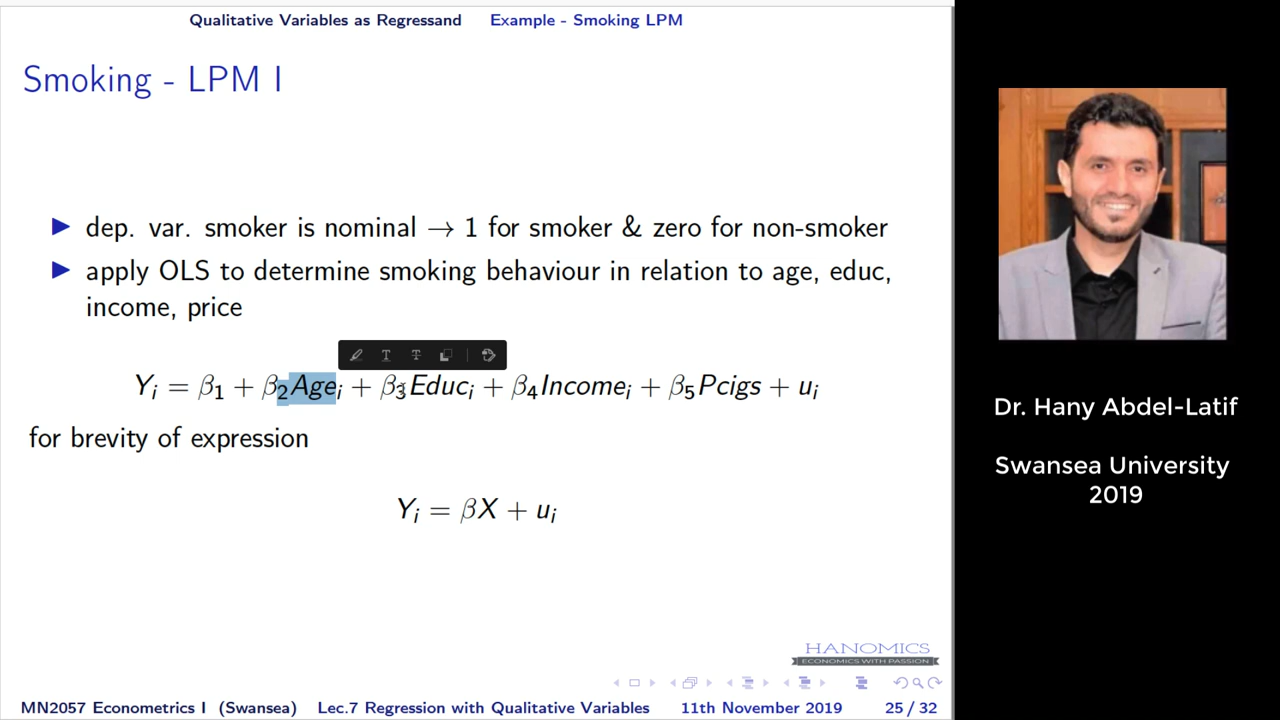 Qualitative Variables as Regressand Example - Smoking LPM
Smoking - LPM I
▶ dep. var. smoker is nominal → 1 for smoker & zero for non-smoker
▶ apply OLS to determine smoking behaviour in relation to age, educ,
income, price
Yᵢ = β₁ + β₂Ageᵢ + β₃Educᵢ + β₄Incomeᵢ + β₅Pcigs + uᵢ
for brevity of expression
Yᵢ = βX + uᵢ
HANOMICS
ECONOMICS WITH PASSION
MN2057 Econometrics I (Swansea) Lec.7 Regression with Qualitative Variables 11th November 2019 25 / 32
Dr. Hany Abdel-Latif
Swansea University
2019